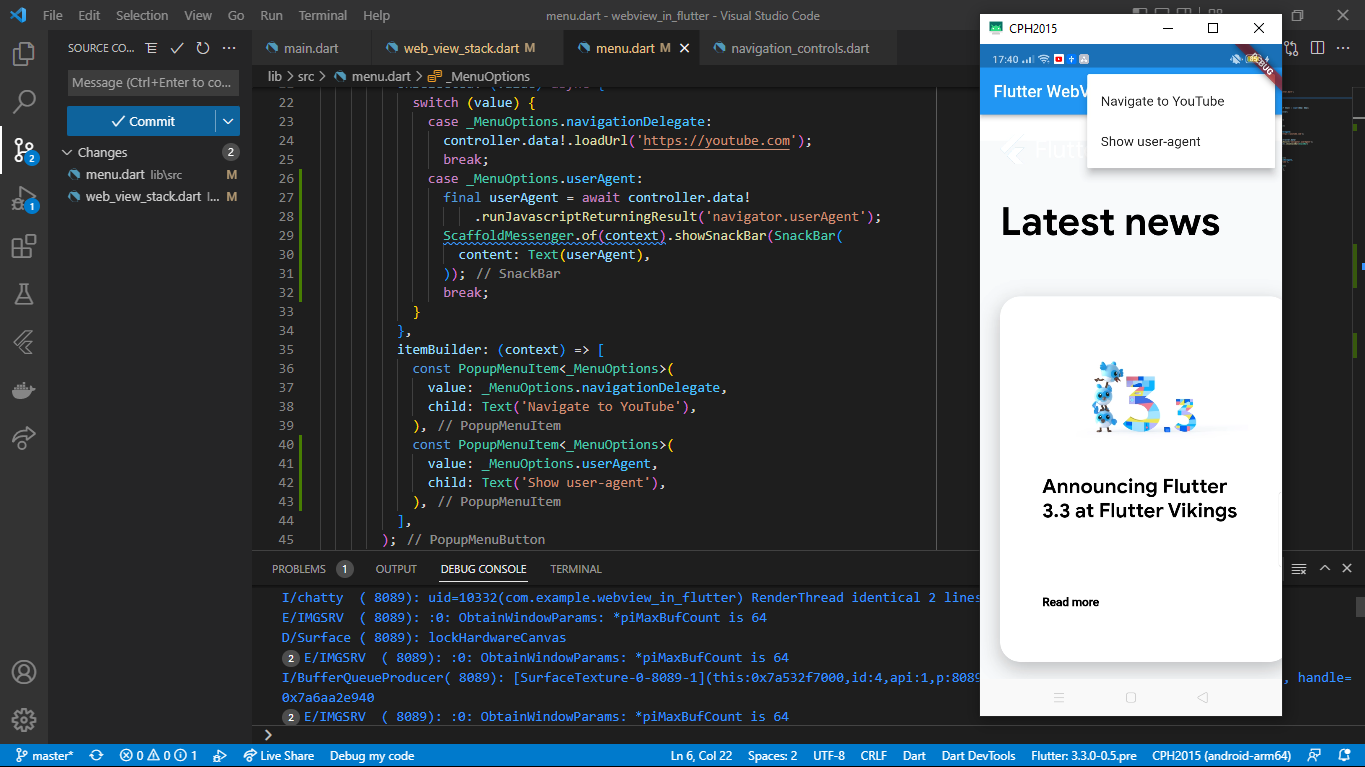 File Edit Selection View Go Run Terminal Help
menu.dart - webview_in_flutter - Visual Studio Code
SOURCE CO...
Message (Ctrl+Enter to co...
Commit
Changes 2
menu.dart lib\src M
web_view_stack.dart l... M
2
1
main.dart
web_view_stack.dart M
menu.dart M
navigation_controls.dart
lib > src > menu.dart > _MenuOptions
22 switch (value) {
23 case _MenuOptions.navigationDelegate:
24 controller.data!.loadUrl('https://youtube.com');
25 break;
26 case _MenuOptions.userAgent:
27 final userAgent = await controller.data!
28 .runJavascriptReturningResult('navigator.userAgent');
29 ScaffoldMessenger.of(context).showSnackBar(SnackBar(
30 content: Text(userAgent),
31 )); // SnackBar
32 break;
33 }
34 },
35 itemBuilder: (context) => [
36 const PopupMenuItem<_MenuOptions>(
37 value: _MenuOptions.navigationDelegate,
38 child: Text('Navigate to YouTube'),
39 ), // PopupMenuItem
40 const PopupMenuItem<_MenuOptions>(
41 value: _MenuOptions.userAgent,
42 child: Text('Show user-agent'),
43 ), // PopupMenuItem
44 ],
45 ); // PopupMenuButton
PROBLEMS 1 OUTPUT DEBUG CONSOLE TERMINAL
I/chatty ( 8089): uid=10332(com.example.webview_in_flutter) RenderThread identical 2 lines
E/IMGSRV ( 8089): :0: ObtainWindowParams: *piMaxBufCount is 64
D/Surface ( 8089): lockHardwareCanvas
2 E/IMGSRV ( 8089): :0: ObtainWindowParams: *piMaxBufCount is 64
I/BufferQueueProducer( 8089): [SurfaceTexture-0-8089-1](this:0x7a532f7000,id:4,api:1,p:8089 , handle=
0x7a6aa2e940
2 E/IMGSRV ( 8089): :0: ObtainWindowParams: *piMaxBufCount is 64
CPH2015
17:40
DEBUG
Flutter WebV
Navigate to YouTube
Show user-agent
Latest news
3.3
Announcing Flutter
3.3 at Flutter Vikings
Read more
master* 0 0 1 Live Share Debug my code Ln 6, Col 22 Spaces: 2 UTF-8 CRLF Dart Dart DevTools Flutter: 3.3.0-0.5.pre CPH2015 (android-arm64)